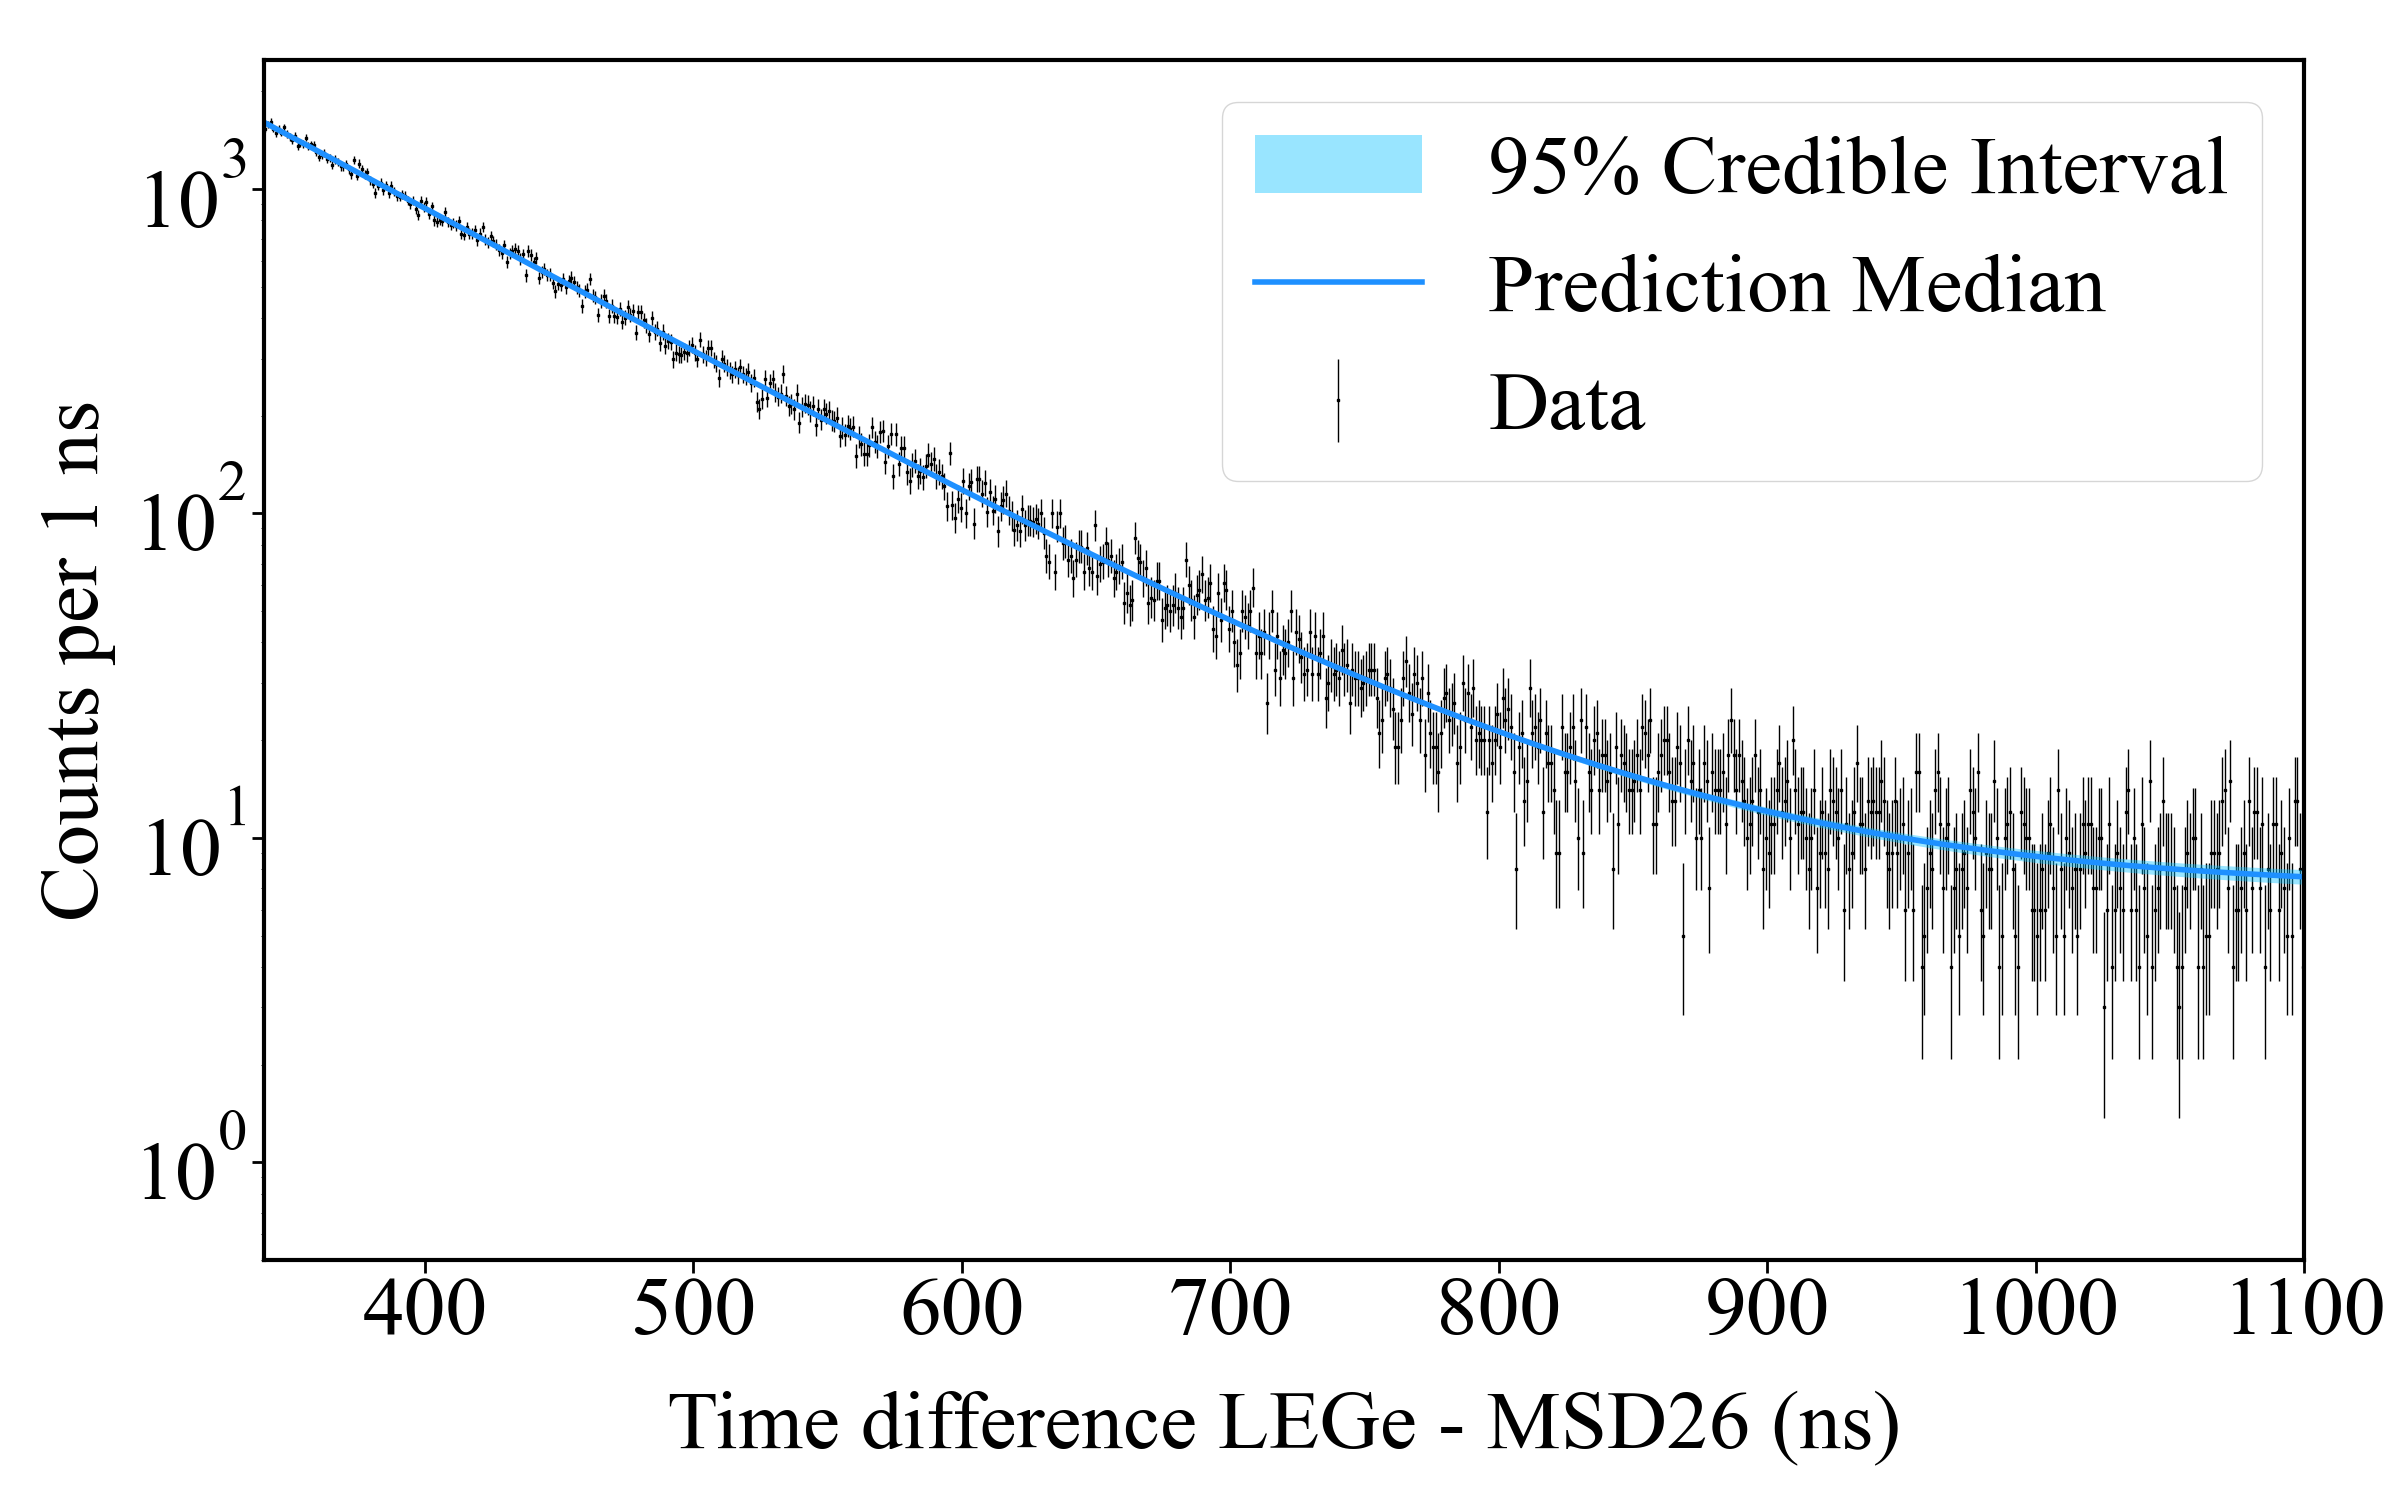 95% Credible Interval
Prediction Median
Data
Counts per 1 ns
10^3
10^2
10^1
10^0
400 500 600 700 800 900 1000 1100
Time difference LEGe - MSD26 (ns)